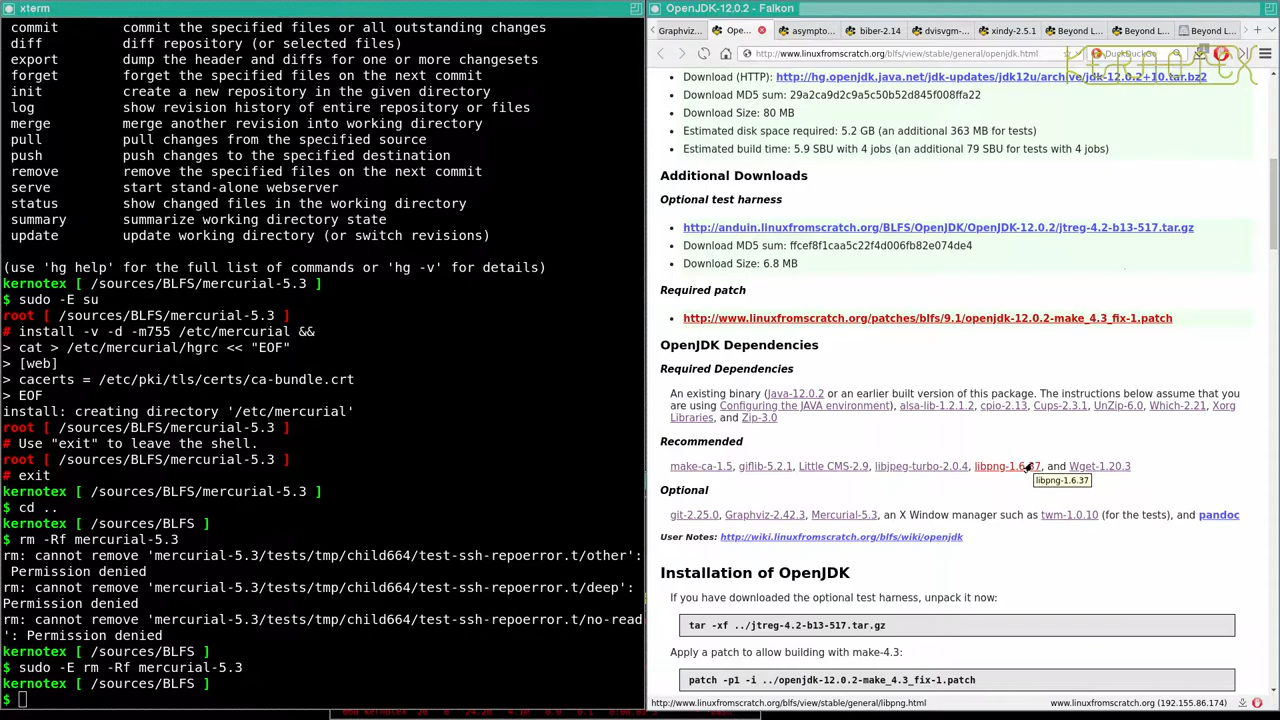 xterm
commit          commit the specified files or all outstanding changes
diff            diff repository (or selected files)
export          dump the header and diffs for one or more changesets
forget          forget the specified files on the next commit
init            create a new repository in the given directory
log             show revision history of entire repository or files
merge           merge another revision into working directory
pull            pull changes from the specified source
push            push changes to the specified destination
remove          remove the specified files on the next commit
serve           start stand-alone webserver
status          show changed files in the working directory
summary         summarize working directory state
update          update working directory (or switch revisions)
(use 'hg help' for the full list of commands or 'hg -v' for details)
kernotex [ /sources/BLFS/mercurial-5.3 ]
$ sudo -E su
root [ /sources/BLFS/mercurial-5.3 ]
# install -v -d -m755 /etc/mercurial &&
> cat > /etc/mercurial/hgrc << "EOF"
> [web]
> cacerts = /etc/pki/tls/certs/ca-bundle.crt
> EOF
install: creating directory '/etc/mercurial'
root [ /sources/BLFS/mercurial-5.3 ]
# Use "exit" to leave the shell.
root [ /sources/BLFS/mercurial-5.3 ]
# exit
kernotex [ /sources/BLFS/mercurial-5.3 ]
$ cd ..
kernotex [ /sources/BLFS ]
$ rm -Rf mercurial-5.3
rm: cannot remove 'mercurial-5.3/tests/tmp/child664/test-ssh-repoerror.t/other':
 Permission denied
rm: cannot remove 'mercurial-5.3/tests/tmp/child664/test-ssh-repoerror.t/deep':
Permission denied
rm: cannot remove 'mercurial-5.3/tests/tmp/child664/test-ssh-repoerror.t/no-read
': Permission denied
kernotex [ /sources/BLFS ]
$ sudo -E rm -Rf mercurial-5.3
kernotex [ /sources/BLFS ]
$
OpenJDK-12.0.2 - Falkon
Graphviz... Ope... asympto... biber-2.14 dvisvgm-... xindy-2.5.1 Beyond L... Beyond L... Beyond L...
http://www.linuxfromscratch.org/blfs/view/stable/general/openjdk.html DuckDuckGo
KERNOTEX
Download (HTTP): http://hg.openjdk.java.net/jdk-updates/jdk12u/archive/jdk-12.0.2+10.tar.bz2
Download MD5 sum: 29a2ca9d2c9a5c50b52d845f008ffa22
Download Size: 80 MB
Estimated disk space required: 5.2 GB (an additional 363 MB for tests)
Estimated build time: 5.9 SBU with 4 jobs (an additional 79 SBU for tests with 4 jobs)
Additional Downloads
Optional test harness
http://anduin.linuxfromscratch.org/BLFS/OpenJDK/OpenJDK-12.0.2/jtreg-4.2-b13-517.tar.gz
Download MD5 sum: ffcef8f1caa5c22f4d006fb82e074de4
Download Size: 6.8 MB
Required patch
http://www.linuxfromscratch.org/patches/blfs/9.1/openjdk-12.0.2-make_4.3_fix-1.patch
OpenJDK Dependencies
Required Dependencies
An existing binary (Java-12.0.2 or an earlier built version of this package. The instructions below assume that you
are using Configuring the JAVA environment), alsa-lib-1.2.1.2, cpio-2.13, Cups-2.3.1, UnZip-6.0, Which-2.21, Xorg
Libraries, and Zip-3.0
Recommended
make-ca-1.5, giflib-5.2.1, Little CMS-2.9, libjpeg-turbo-2.0.4, libpng-1.6.37, and Wget-1.20.3
libpng-1.6.37
Optional
git-2.25.0, Graphviz-2.42.3, Mercurial-5.3, an X Window manager such as twm-1.0.10 (for the tests), and pandoc
User Notes: http://wiki.linuxfromscratch.org/blfs/wiki/openjdk
Installation of OpenJDK
If you have downloaded the optional test harness, unpack it now:
tar -xf ../jtreg-4.2-b13-517.tar.gz
Apply a patch to allow building with make-4.3:
patch -p1 -i ../openjdk-12.0.2-make_4.3_fix-1.patch
http://www.linuxfromscratch.org/blfs/view/stable/general/libpng.html www.linuxfromscratch.org (192.155.86.174)